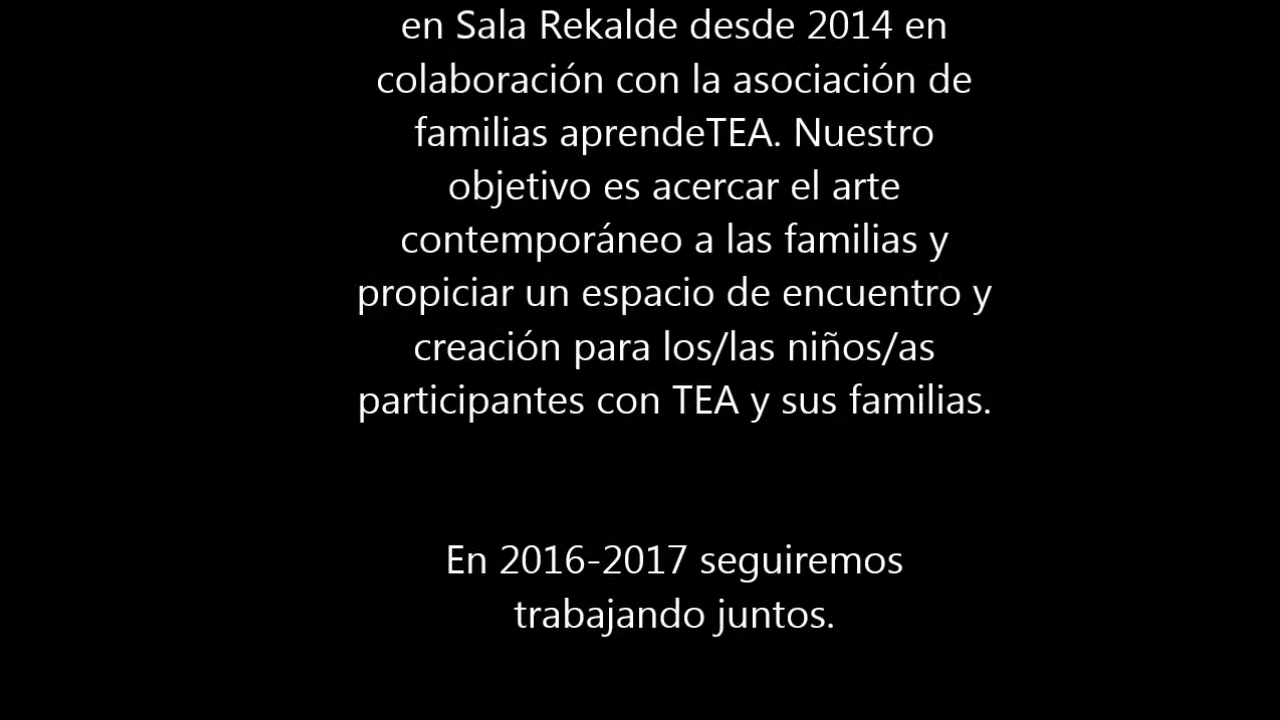 en Sala Rekalde desde 2014 en
colaboración con la asociación de
familias aprendeTEA. Nuestro
objetivo es acercar el arte
contemporáneo a las familias y
propiciar un espacio de encuentro y
creación para los/las niños/as
participantes con TEA y sus familias.
En 2016-2017 seguiremos
trabajando juntos.